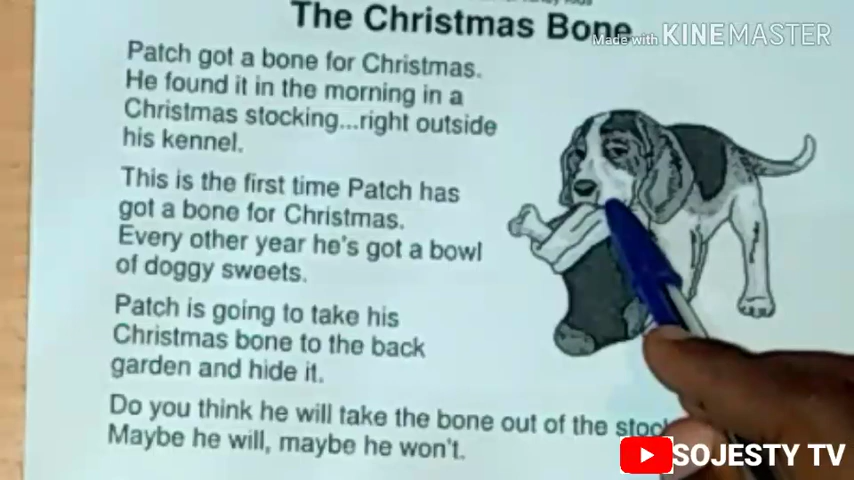 The Christmas Bone
Made with KINEMASTER
Patch got a bone for Christmas.
He found it in the morning in a
Christmas stocking...right outside
his kennel.
This is the first time Patch has
got a bone for Christmas.
Every other year he's got a bowl
of doggy sweets.
Patch is going to take his
Christmas bone to the back
garden and hide it.
Do you think he will take the bone out of the
Maybe he will, maybe he won't.
SOJESTY TV